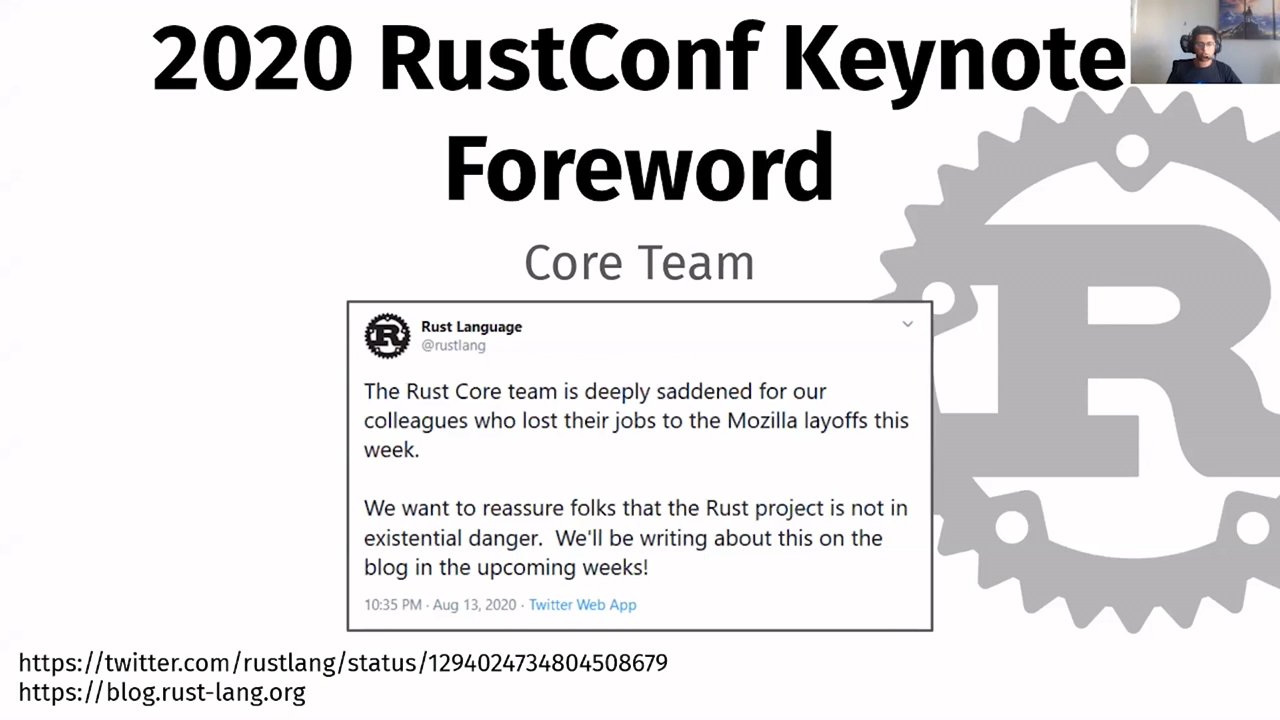 2020 RustConf Keynote
Foreword
Core Team
Rust Language
@rustlang
The Rust Core team is deeply saddened for our
colleagues who lost their jobs to the Mozilla layoffs this
week.
We want to reassure folks that the Rust project is not in
existential danger.  We'll be writing about this on the
blog in the upcoming weeks!
10:35 PM · Aug 13, 2020 · Twitter Web App
https://twitter.com/rustlang/status/1294024734804508679
https://blog.rust-lang.org